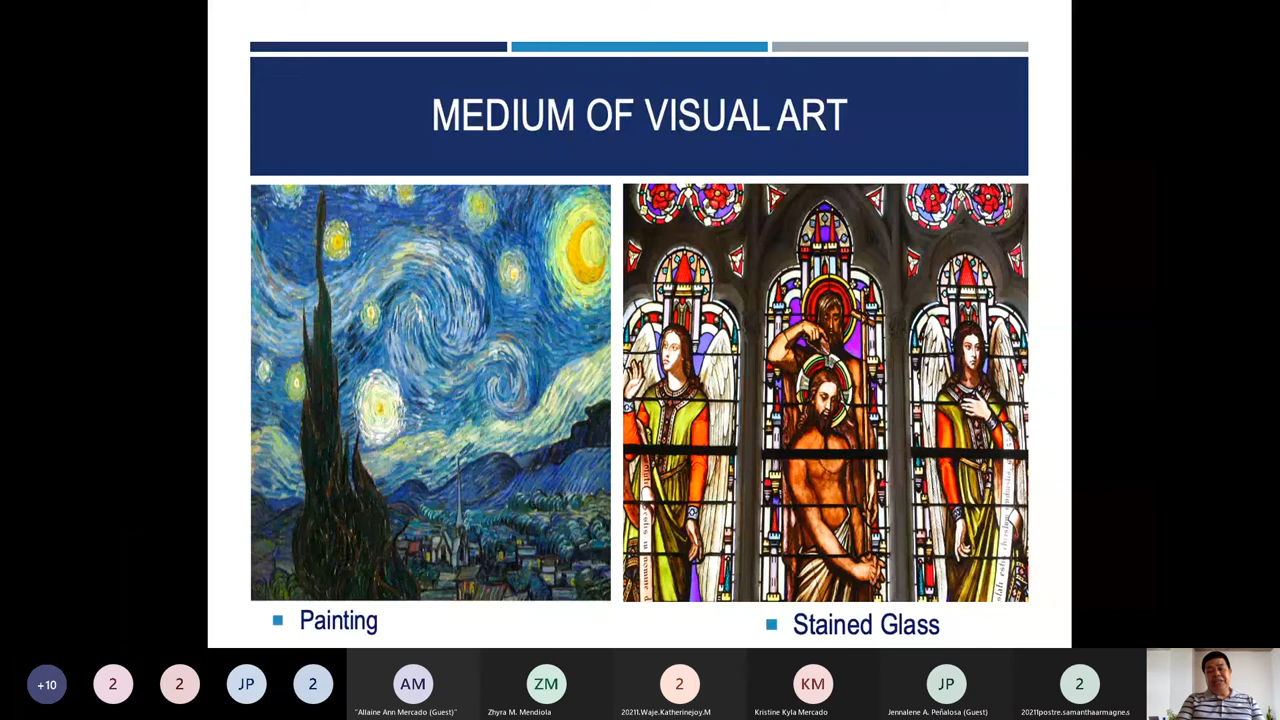 MEDIUM OF VISUAL ART
Painting
Stained Glass
+10
2
2
JP
2
AM
ZM
2
KM
JP
2
"Allaine Ann Mercado (Guest)"
Zhyra M. Mendiola
20211.Waje.Katherinejoy.M
Kristine Kyla Mercado
Jennalene A. Peñalosa (Guest)
20211postre.samanthaarmagne.s